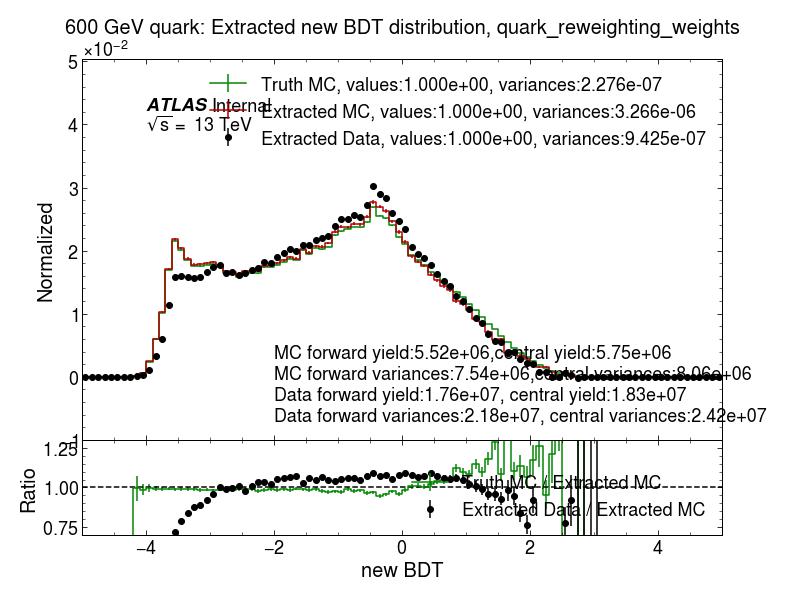 600 GeV quark: Extracted new BDT distribution, quark_reweighting_weights
×10−2
5
4
3
2
1
0
−1
Normalized
Truth MC, values:1.000e+00, variances:2.276e-07
ATLAS Internal
Extracted MC, values:1.000e+00, variances:3.266e-06
√s = 13 TeV
Extracted Data, values:1.000e+00, variances:9.425e-07
MC forward yield:5.52e+06,central yield:5.75e+06
MC forward variances:7.54e+06,central variances:8.06e+06
Data forward yield:1.76e+07, central yield:1.83e+07
Data forward variances:2.18e+07, central variances:2.42e+07
1.25
1.00
0.75
Ratio
Truth MC / Extracted MC
Extracted Data / Extracted MC
−4 −2 0 2 4
new BDT